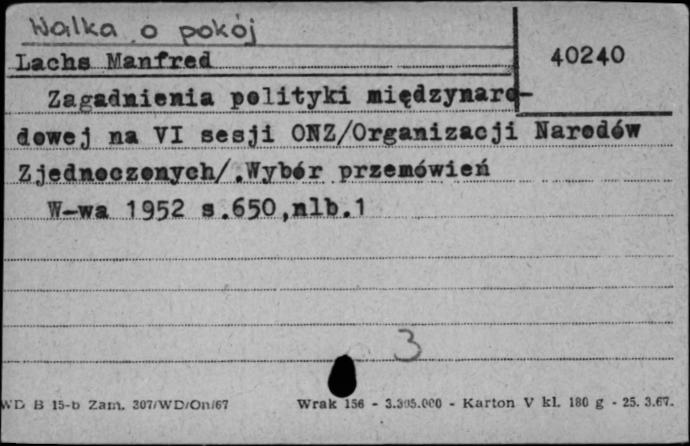 Walka o pokój
Lachs Manfred
40240
Zagadnienia polityki międzynaro-
dowej na VI sesji ONZ/Organizacji Narodów
Zjednoczonych/.Wybór przemówień
W-wa 1952 s.650,nlb.1
3
WD B 15-b Zam. 307/WD/On/67
Wrak 156 - 3.305.000 - Karton V kl. 180 g - 25. 3.67.